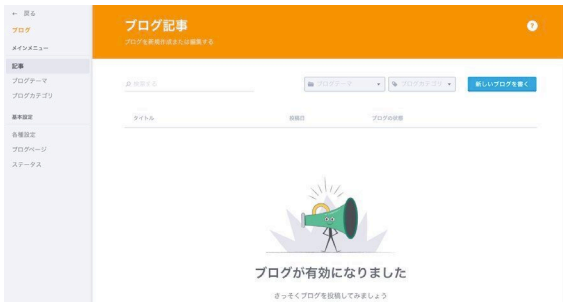 ← 戻る
ブログ
メインメニュー
記事
ブログテーマ
ブログカテゴリ
基本設定
各種設定
ブログページ
ステータス
ブログ記事
ブログを新規作成または編集する
?
検索する
ブログテーマ
ブログカテゴリ
新しいブログを書く
タイトル
投稿日
ブログの状態
ブログが有効になりました
さっそくブログを投稿してみましょう